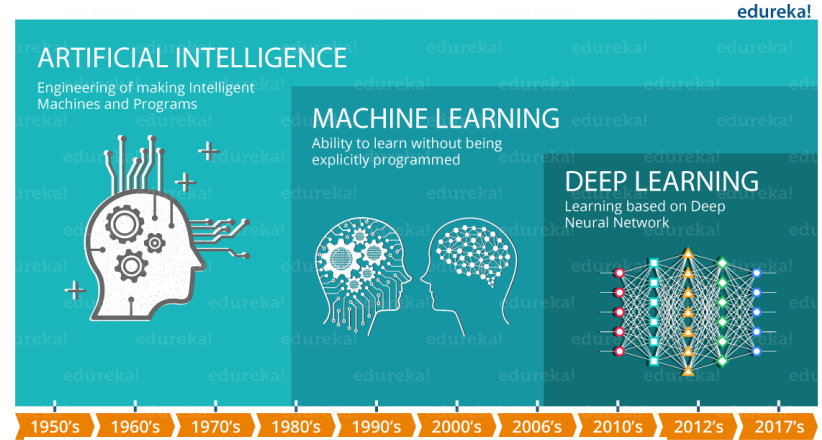 edureka!
ARTIFICIAL INTELLIGENCE
Engineering of making Intelligent
Machines and Programs
MACHINE LEARNING
Ability to learn without being
explicitly programmed
DEEP LEARNING
Learning based on Deep
Neural Network
1950's 1960's 1970's 1980's 1990's 2000's 2006's 2010's 2012's 2017's